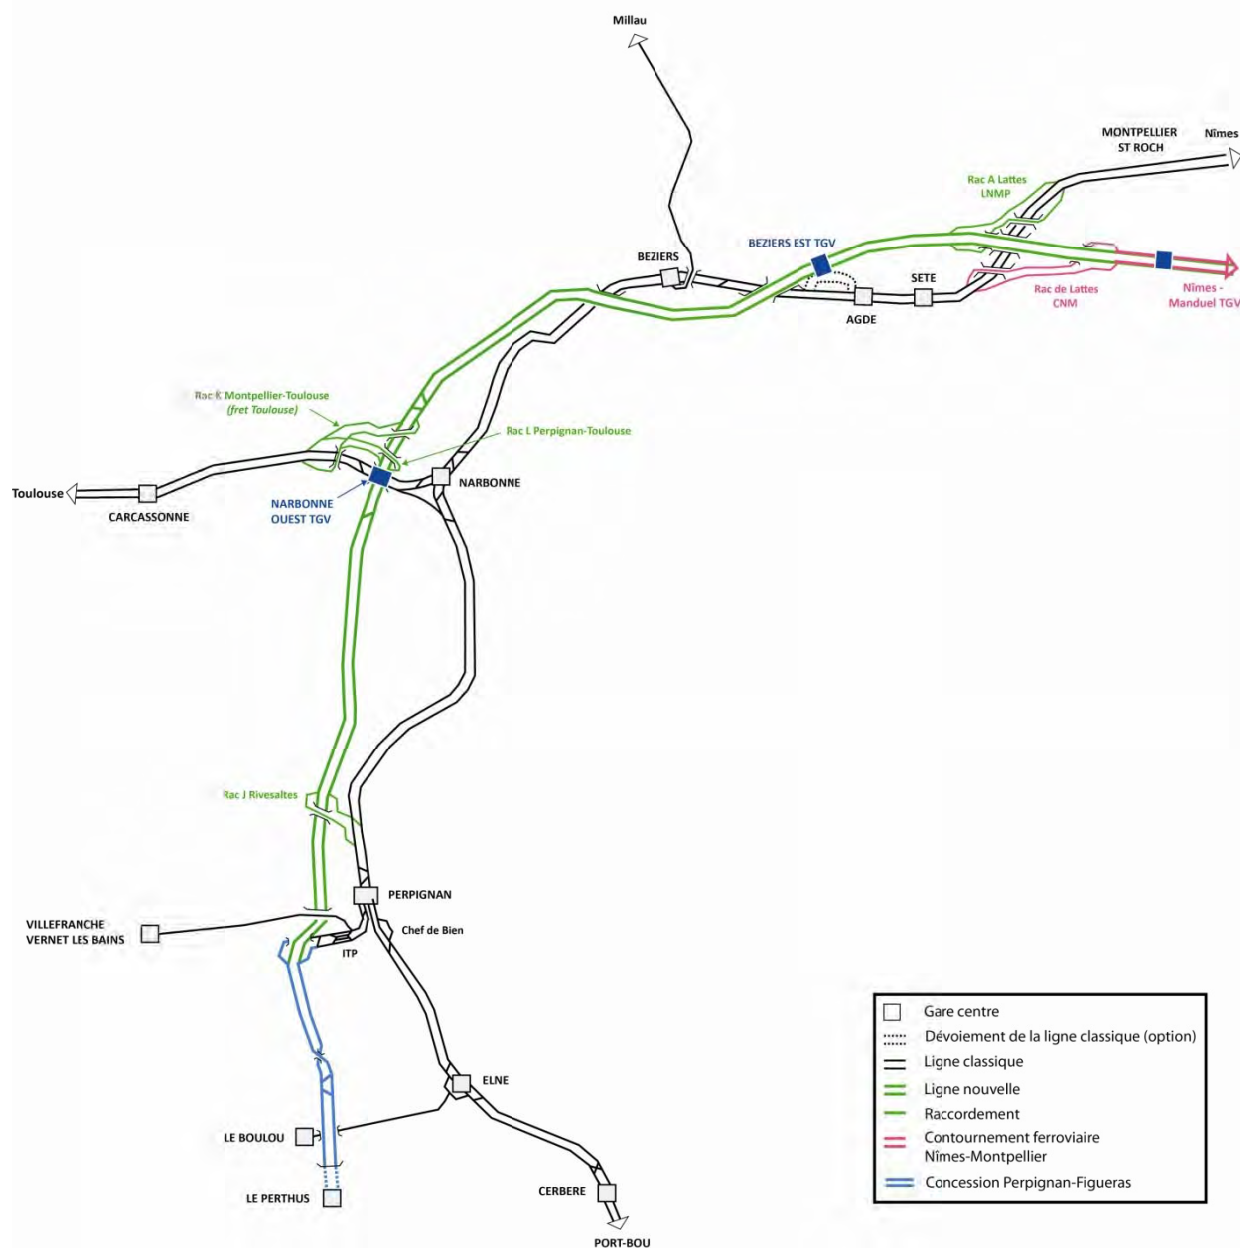 Millau
MONTPELLIER
ST ROCH
Nîmes
Rac A Lattes
LNMP
BEZIERS EST TGV
BEZIERS
SETE
AGDE
Rac de Lattes
CNM
Nîmes -
Manduel TGV
Rac K Montpellier-Toulouse
(fret Toulouse)
Rac L Perpignan-Toulouse
Toulouse
CARCASSONNE
NARBONNE
OUEST TGV
NARBONNE
Rac J Rivesaltes
PERPIGNAN
VILLEFRANCHE
VERNET LES BAINS
Chef de Bien
ITP
ELNE
LE BOULOU
LE PERTHUS
CERBERE
PORT-BOU
Gare centre
Dévoiement de la ligne classique (option)
Ligne classique
Ligne nouvelle
Raccordement
Contournement ferroviaire
Nîmes-Montpellier
Concession Perpignan-Figueras